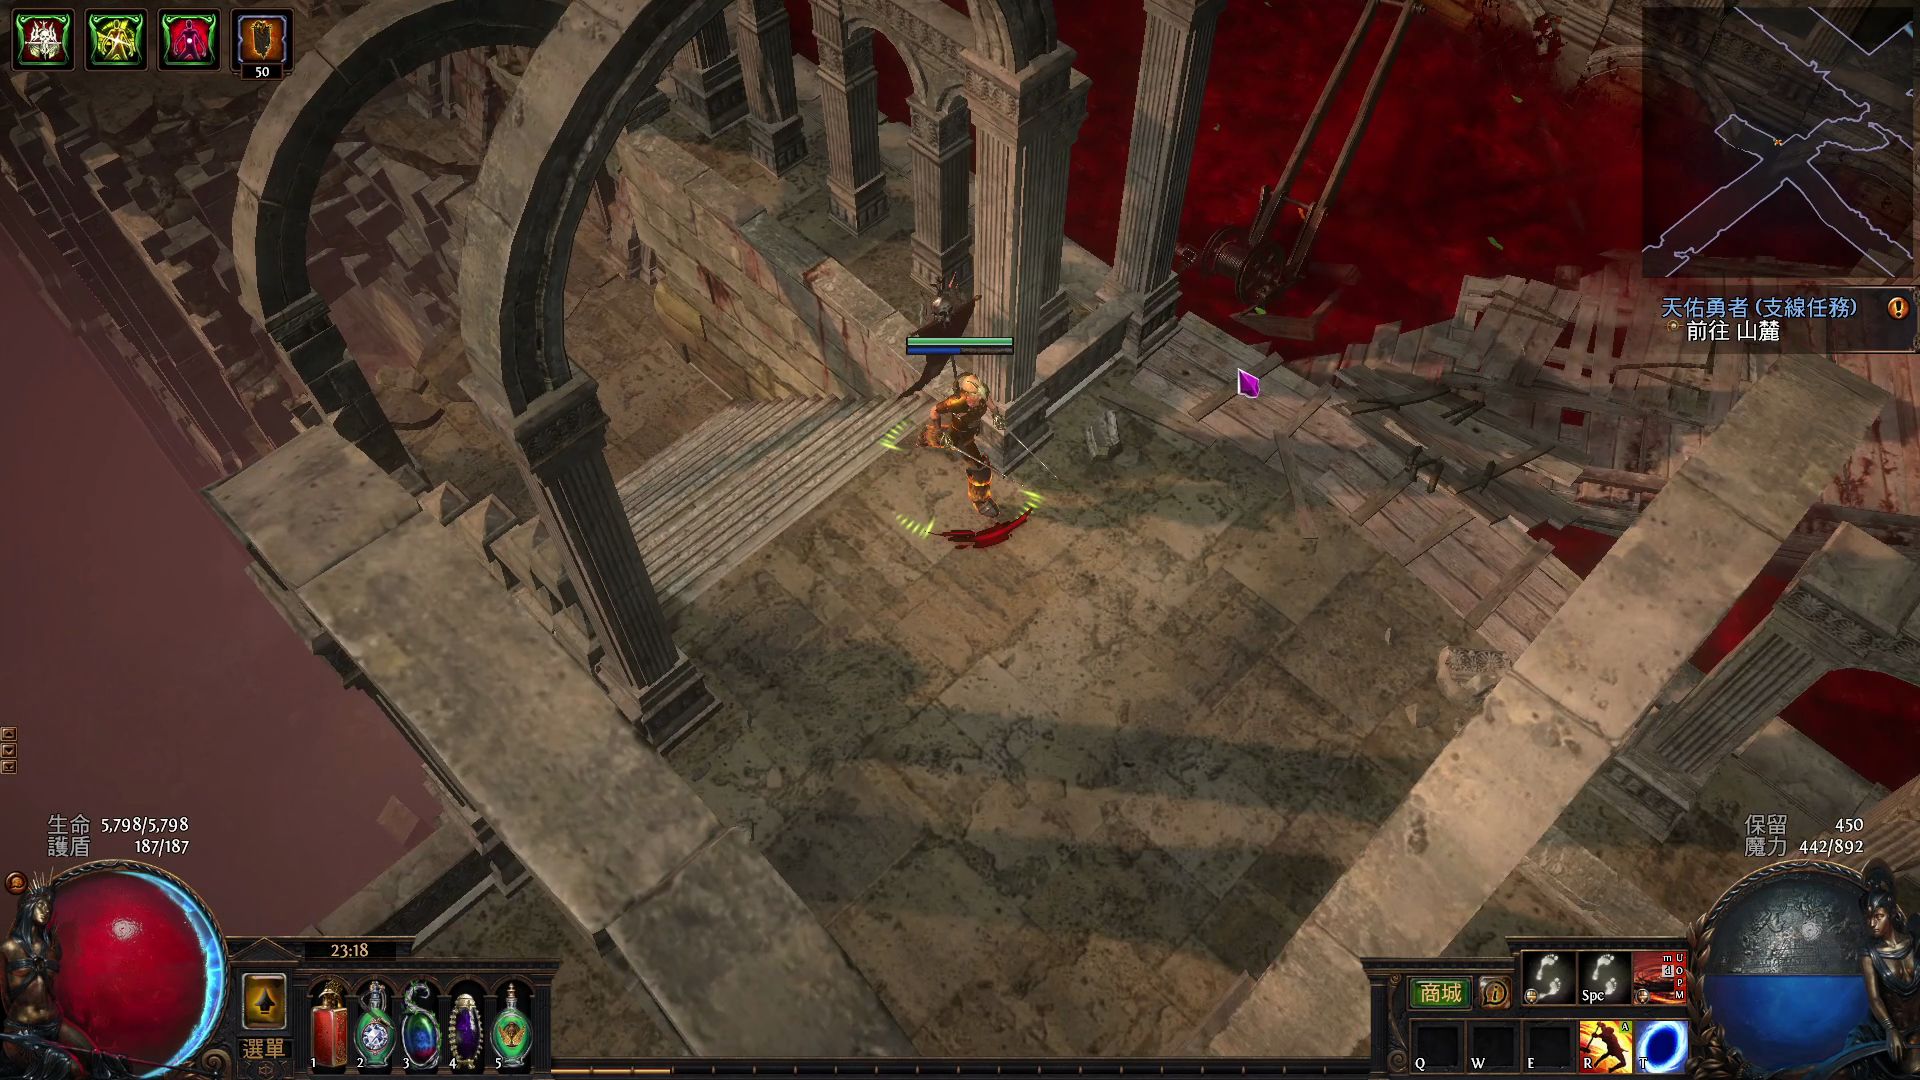 50
天佑勇者 (支線任務)
前往 山麓
生命 5,798/5,798
護盾 187/187
保留 450
魔力 442/892
23:18
選單
1 2 3 4 5
商城
Spc
m U
d O
P
M
Q W E R A T